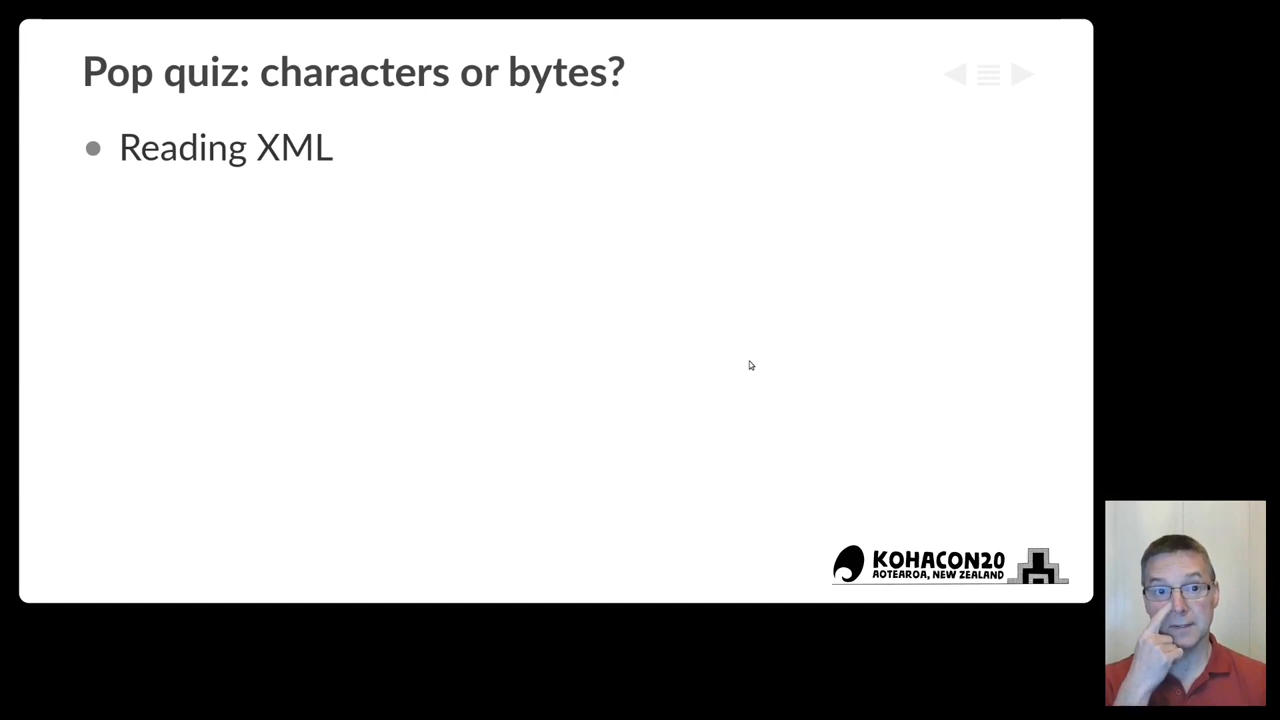 Pop quiz: characters or bytes?
Reading XML
KOHACON20
AOTEAROA, NEW ZEALAND